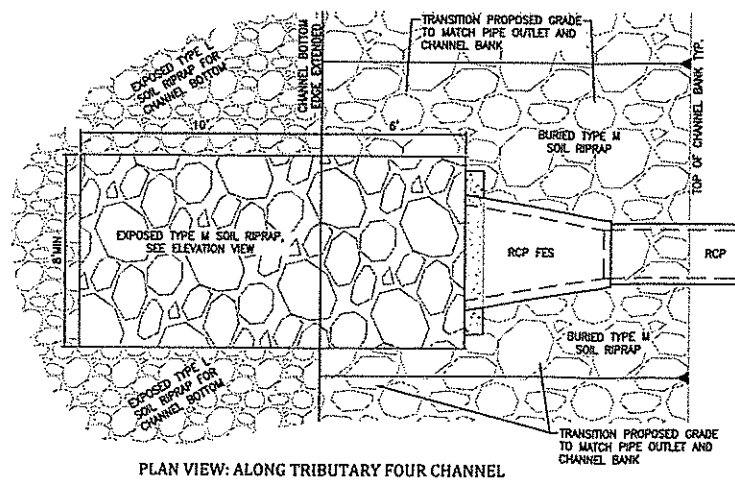 TRANSITION PROPOSED GRADE
TO MATCH PIPE OUTLET AND
CHANNEL BANK
EXPOSED TYPE L
SOIL RIPRAP FOR
CHANNEL BOTTOM
CHANNEL BOTTOM
EDGE EXTENDED
TOP OF CHANNEL BANK TYP.
10'
6'
BURIED TYPE M
SOIL RIPRAP
8' MIN
EXPOSED TYPE M SOIL RIPRAP,
SEE ELEVATION VIEW
RCP FES
RCP
BURIED TYPE M
SOIL RIPRAP
EXPOSED TYPE L
SOIL RIPRAP FOR
CHANNEL BOTTOM
TRANSITION PROPOSED GRADE
TO MATCH PIPE OUTLET AND
CHANNEL BANK
PLAN VIEW: ALONG TRIBUTARY FOUR CHANNEL